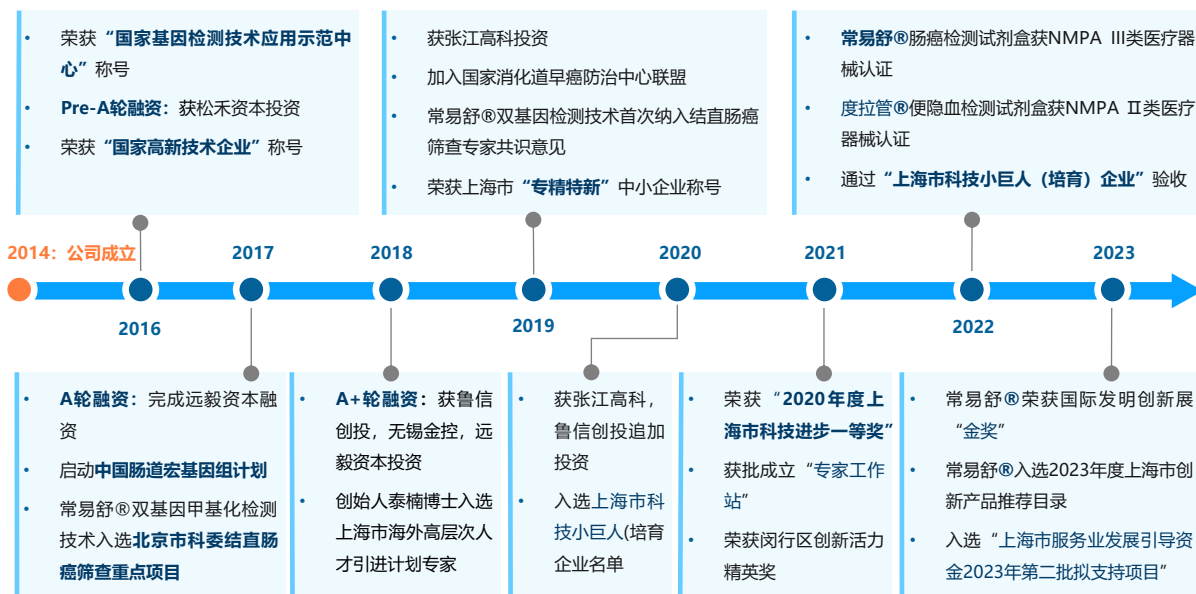 • 荣获“国家基因检测技术应用示范中
心”称号
• Pre-A轮融资：获松禾资本投资
• 荣获“国家高新技术企业”称号
• 获张江高科投资
• 加入国家消化道早癌防治中心联盟
• 常易舒®双基因检测技术首次纳入结直肠癌
筛查专家共识意见
• 荣获上海市“专精特新”中小企业称号
• 常易舒®肠癌检测试剂盒获NMPA III类医疗器
械认证
• 度拉管®便隐血检测试剂盒获NMPA Ⅱ类医疗
器械认证
• 通过“上海市科技小巨人（培育）企业”验收
2014：公司成立
2017
2018
2020
2021
2023
2016
2019
2022
• A轮融资：完成远毅资本融
资
• 启动中国肠道宏基因组计划
• 常易舒®双基因甲基化检测
技术入选北京市科委结直肠
癌筛查重点项目
• A+轮融资：获鲁信
创投，无锡金控，远
毅资本投资
• 创始人泰楠博士入选
上海市海外高层次人
才引进计划专家
• 获张江高科，
鲁信创投追加
投资
• 入选上海市科
技小巨人(培育
企业名单
• 荣获“2020年度上
海市科技进步一等奖”
• 获批成立“专家工作
站”
• 荣获闵行区创新活力
精英奖
• 常易舒®荣获国际发明创新展
“金奖”
• 常易舒®入选2023年度上海市创
新产品推荐目录
• 入选“上海市服务业发展引导资
金2023年第二批拟支持项目”